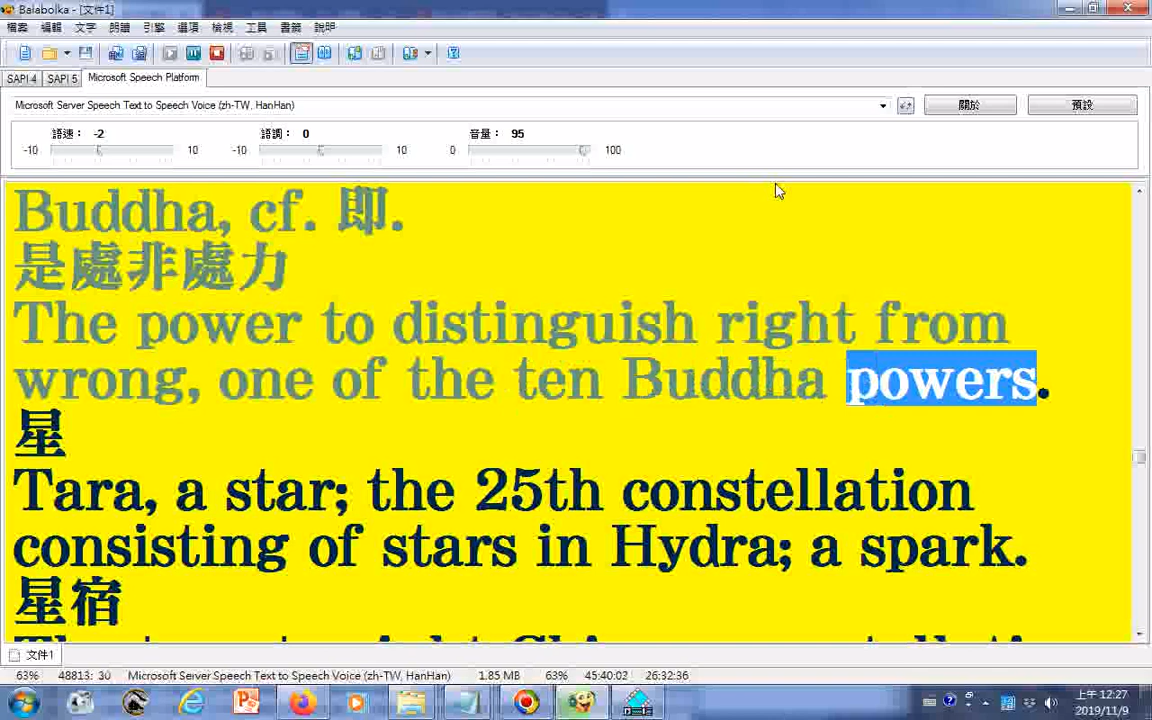 Balabolka - [文件1]
檔案 編輯 文字 朗讀 引擎 選項 檢視 工具 書籤 說明
SAPI 4 SAPI 5 Microsoft Speech Platform
Microsoft Server Speech Text to Speech Voice (zh-TW, HanHan) 關於 預設
語速： -2 語調： 0 音量： 95
-10 10 -10 10 0 100
Buddha, cf. 即.
是處非處力
The power to distinguish right from
wrong, one of the ten Buddha powers.
星
Tara, a star; the 25th constellation
consisting of stars in Hydra; a spark.
星宿
文件1
63% 48813: 30 Microsoft Server Speech Text to Speech Voice (zh-TW, HanHan) 1.85 MB 63% 45:40:02 26:32:36
上午 12:27
2019/11/9